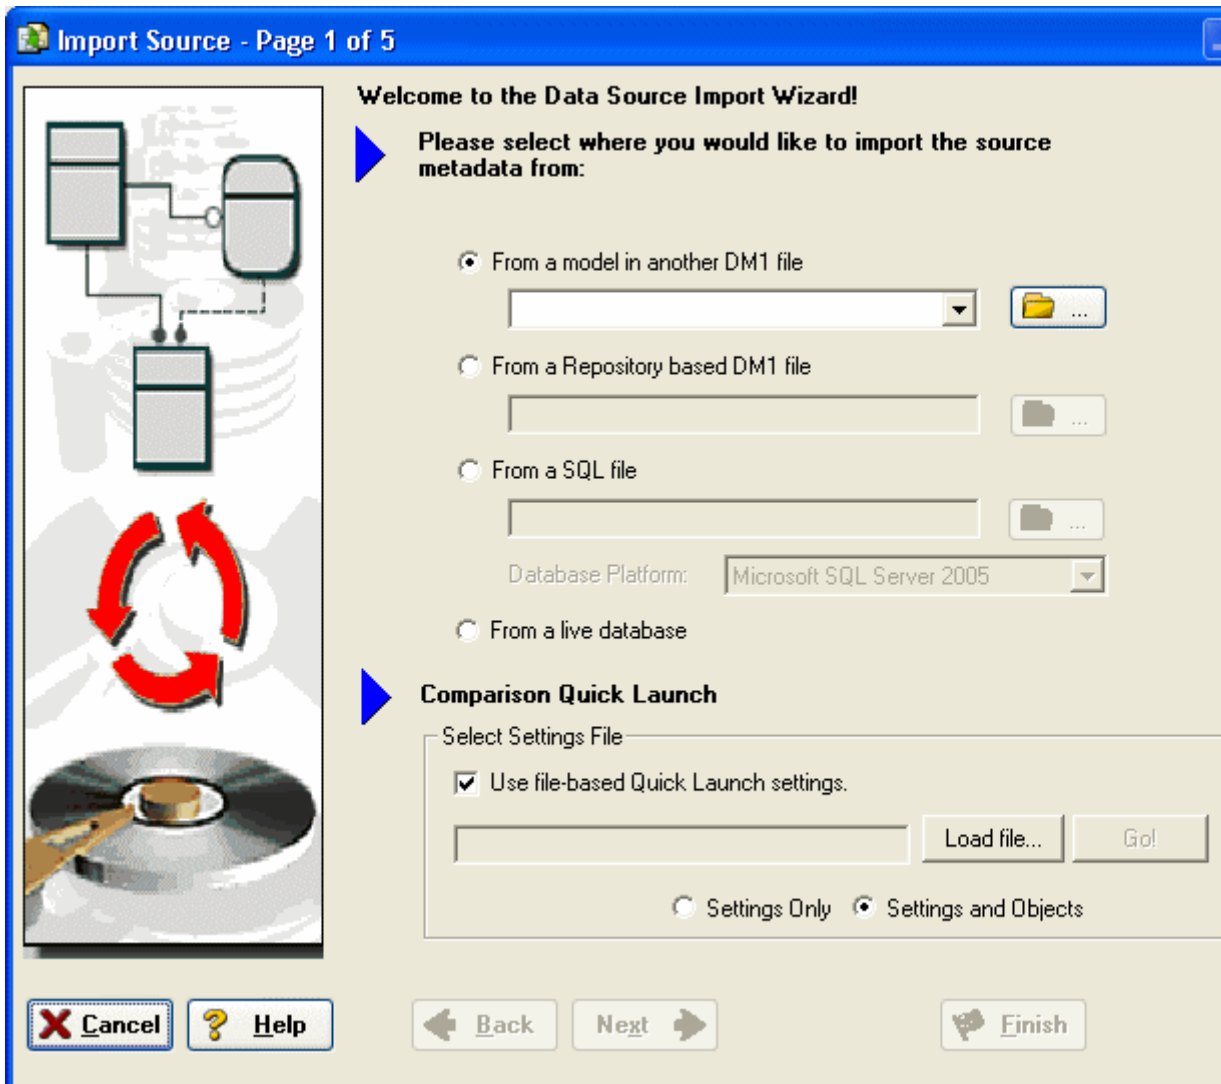 Import Source - Page 1 of 5
Welcome to the Data Source Import Wizard!
Please select where you would like to import the source
metadata from:
From a model in another DM1 file
...
From a Repository based DM1 file
...
From a SQL file
...
Database Platform: Microsoft SQL Server 2005
From a live database
Comparison Quick Launch
Select Settings File
Use file-based Quick Launch settings.
Load file... Go!
Settings Only Settings and Objects
Cancel Help Back Next Finish